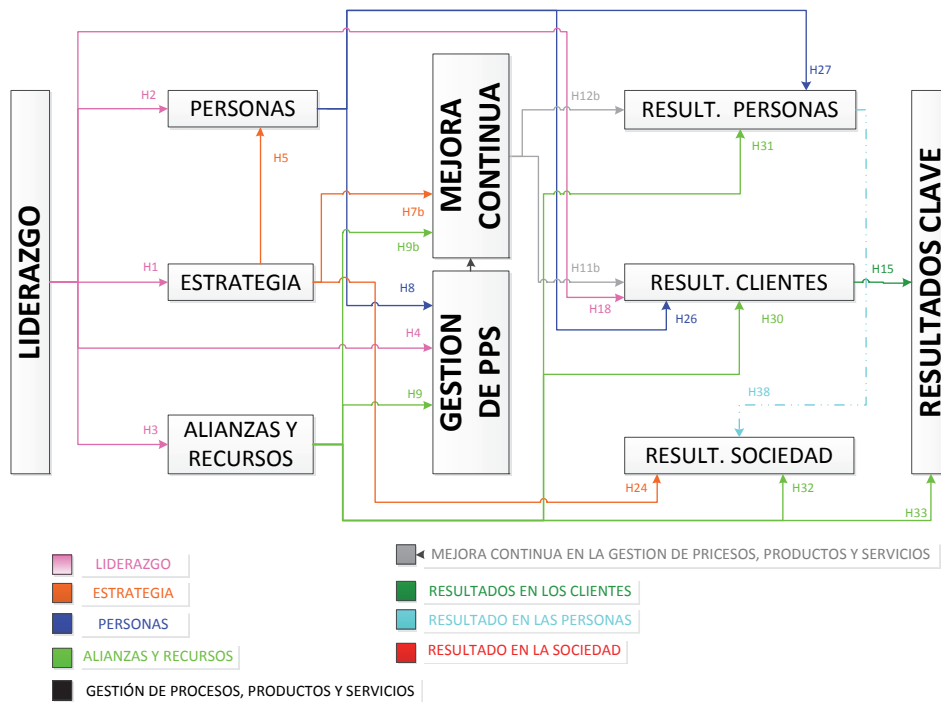 H27
H2
H12b
PERSONAS
RESULT. PERSONAS
H5
H31
MEJORA
CONTINUA
H7b
H9b
LIDERAZGO
H1
ESTRATEGIA
H8
H11b
RESULT. CLIENTES
H15
H18
H26
H30
H4
GESTION
DE PPS
RESULTADOS CLAVE
H9
H38
H3
ALIANZAS Y
RECURSOS
RESULT. SOCIEDAD
H24
H32
H33
LIDERAZGO
ESTRATEGIA
PERSONAS
ALIANZAS Y RECURSOS
GESTIÓN DE PROCESOS, PRODUCTOS Y SERVICIOS
MEJORA CONTINUA EN LA GESTION DE PRICESOS, PRODUCTOS Y SERVICIOS
RESULTADOS EN LOS CLIENTES
RESULTADO EN LAS PERSONAS
RESULTADO EN LA SOCIEDAD